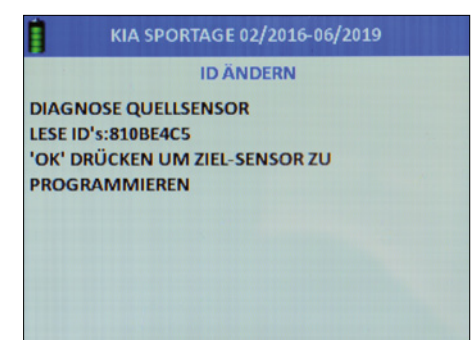 KIA SPORTAGE 02/2016-06/2019
ID ÄNDERN
DIAGNOSE QUELLSENSOR
LESE ID's:810BE4C5
'OK' DRÜCKEN UM ZIEL-SENSOR ZU
PROGRAMMIEREN